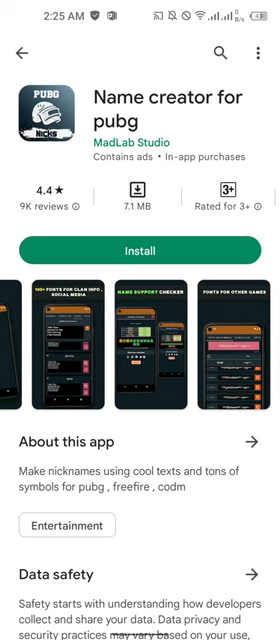 2:25 AM
0
B/s
43
PUBG
NICKS
Name creator for
pubg
MadLab Studio
Contains ads • In-app purchases
4.4★
9K reviews
7.1 MB
3+
Rated for 3+
Install
FONTS FOR CLAN INFO ,
SOCIAL MEDIA
NAME SUPPORT CHECKER
FONTS FOR OTHER GAMES
About this app
Make nicknames using cool texts and tons of
symbols for pubg , freefire , codm
Entertainment
Data safety
Safety starts with understanding how developers
collect and share your data. Data privacy and
security practices may vary based on your use,